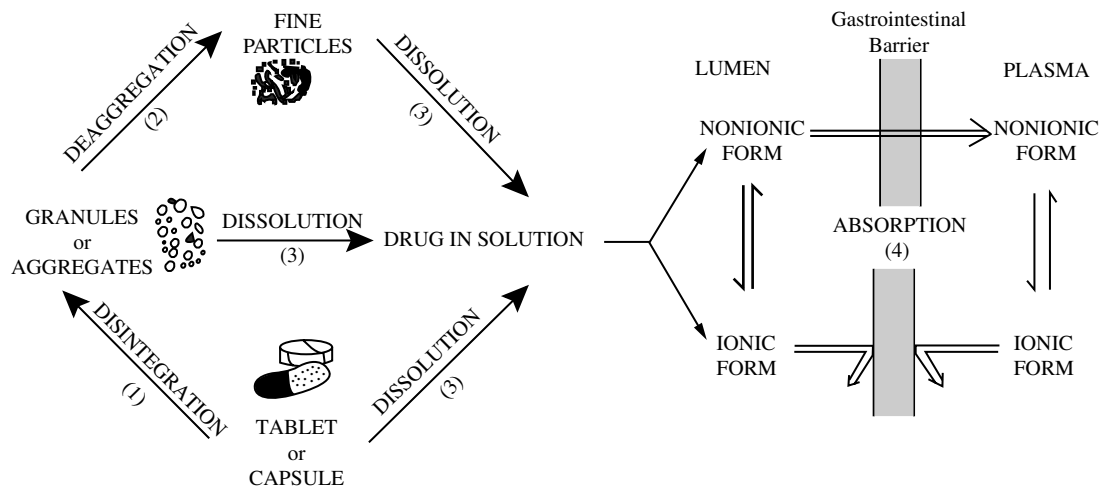 FINE
PARTICLES
DEAGGREGATION
(2)
DISSOLUTION
(3)
GRANULES
or
AGGREGATES
DISSOLUTION
(3)
DRUG IN SOLUTION
DISINTEGRATION
(1)
DISSOLUTION
(3)
TABLET
or
CAPSULE
Gastrointestinal
Barrier
LUMEN
PLASMA
NONIONIC
FORM
NONIONIC
FORM
ABSORPTION
(4)
IONIC
FORM
IONIC
FORM